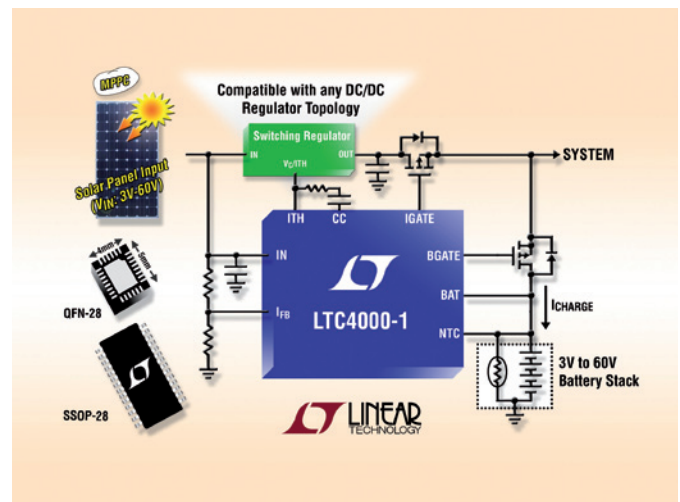 MPPC
Compatible with any DC/DC
Regulator Topology
Switching Regulator
IN
OUT
VC/ITH
Solar Panel Input
(VIN: 3V-60V)
SYSTEM
ITH
CC
IGATE
IN
BGATE
BAT
IFB
NTC
LTC4000-1
ICHARGE
4mm
5mm
QFN-28
3V to 60V
Battery Stack
SSOP-28
LINEAR
TECHNOLOGY